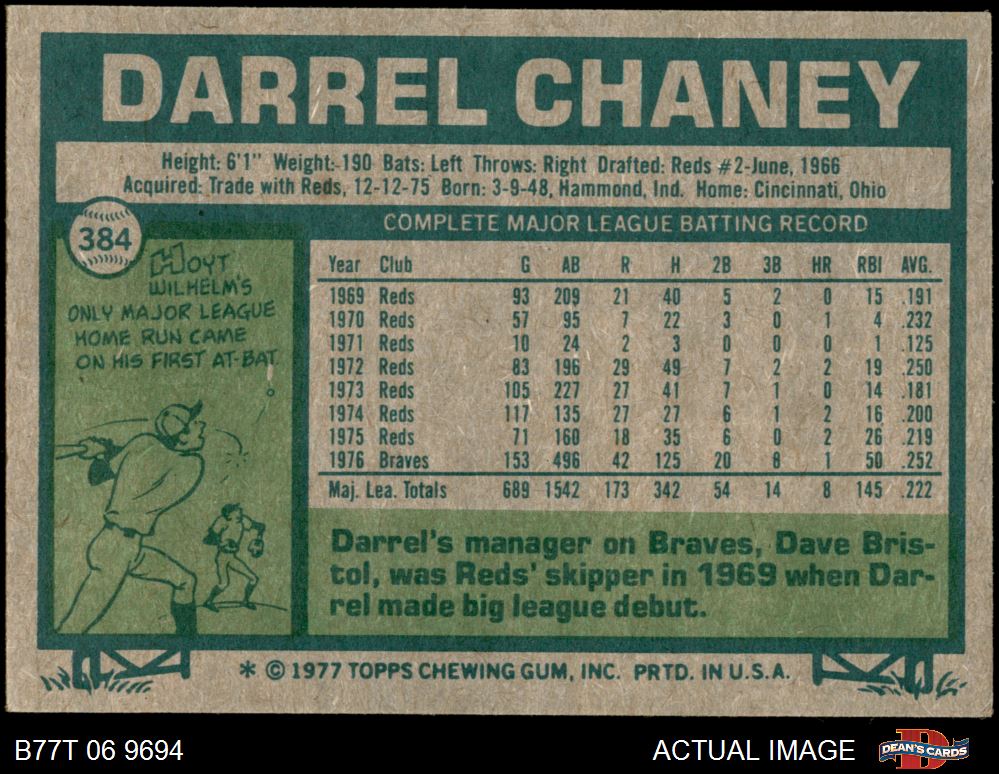 DARREL CHANEY
Height: 6'1" Weight: 190 Bats: Left Throws: Right Drafted: Reds #2-June, 1966
Acquired: Trade with Reds, 12-12-75 Born: 3-9-48, Hammond, Ind. Home: Cincinnati, Ohio
384
HOYT
WILHELM'S
ONLY MAJOR LEAGUE
HOME RUN CAME
ON HIS FIRST AT-BAT
COMPLETE MAJOR LEAGUE BATTING RECORD
Year Club G AB R H 2B 3B HR RBI AVG.
1969 Reds 93 209 21 40 5 2 0 15 .191
1970 Reds 57 95 7 22 3 0 1 4 .232
1971 Reds 10 24 2 3 0 0 0 1 .125
1972 Reds 83 196 29 49 7 2 2 19 .250
1973 Reds 105 227 27 41 7 1 0 14 .181
1974 Reds 117 135 27 27 6 1 2 16 .200
1975 Reds 71 160 18 35 6 0 2 26 .219
1976 Braves 153 496 42 125 20 8 1 50 .252
Maj. Lea. Totals 689 1542 173 342 54 14 8 145 .222
Darrel's manager on Braves, Dave Bris-
tol, was Reds' skipper in 1969 when Dar-
rel made big league debut.
* © 1977 TOPPS CHEWING GUM, INC. PRTD. IN U.S.A.
B77T 06 9694
ACTUAL IMAGE
D
DEAN'S CARDS